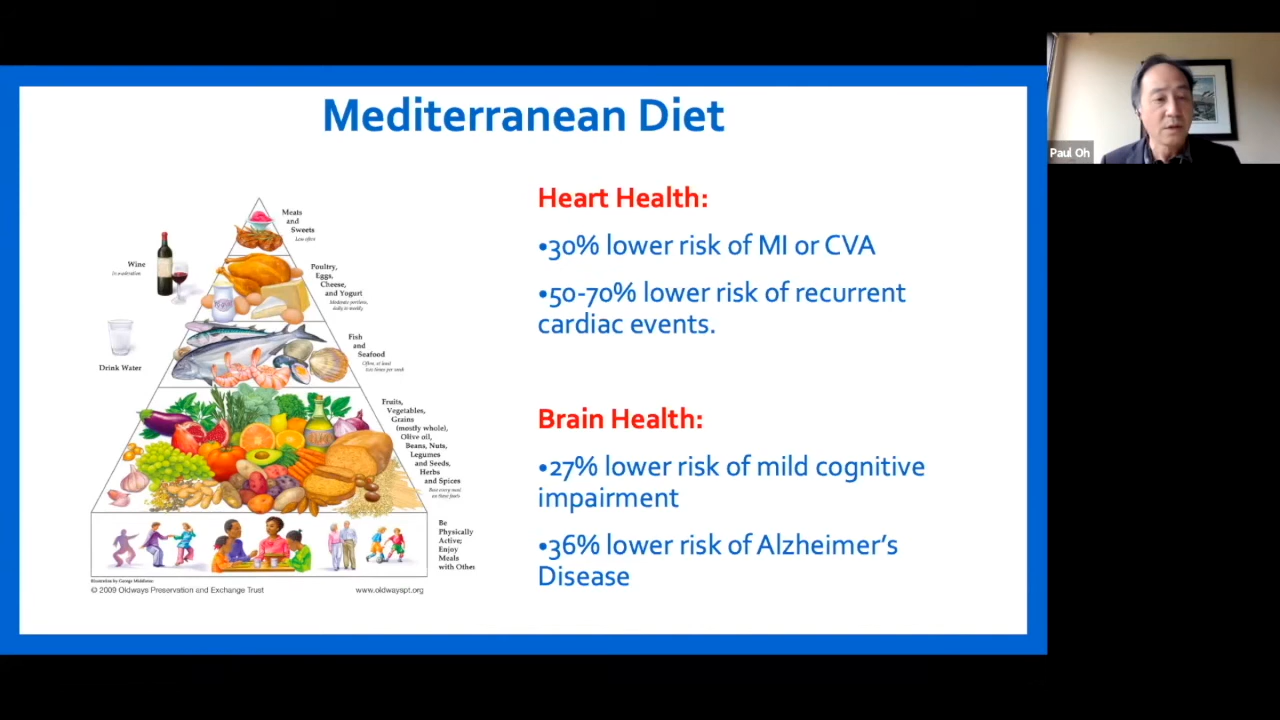 Mediterranean Diet
Paul Oh
Meats
and
Sweets
Less often
Wine
In moderation
Poultry,
Eggs,
Cheese,
and Yogurt
Moderate portions,
daily to weekly
Drink Water
Fish
and
Seafood
Often, at least
two times per week
Fruits,
Vegetables,
Grains
(mostly whole),
Olive oil,
Beans, Nuts,
Legumes
and Seeds,
Herbs
and Spices
Base every meal
on these foods
Be
Physically
Active;
Enjoy
Meals
with Other
Illustration by George Middleton
© 2009 Oldways Preservation and Exchange Trust
www.oldwayspt.org
Heart Health:
•30% lower risk of MI or CVA
•50-70% lower risk of recurrent
cardiac events.
Brain Health:
•27% lower risk of mild cognitive
impairment
•36% lower risk of Alzheimer's
Disease